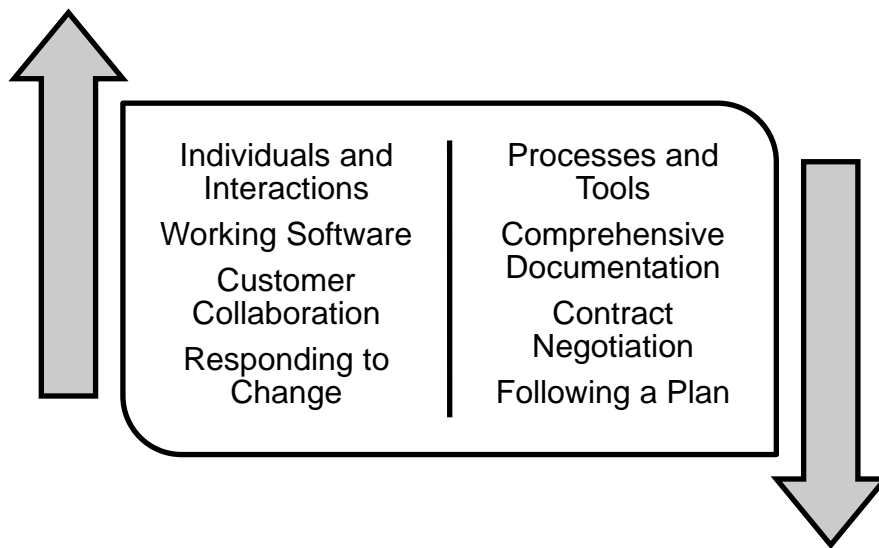 Individuals and
Interactions
Working Software
Customer
Collaboration
Responding to
Change
Processes and
Tools
Comprehensive
Documentation
Contract
Negotiation
Following a Plan